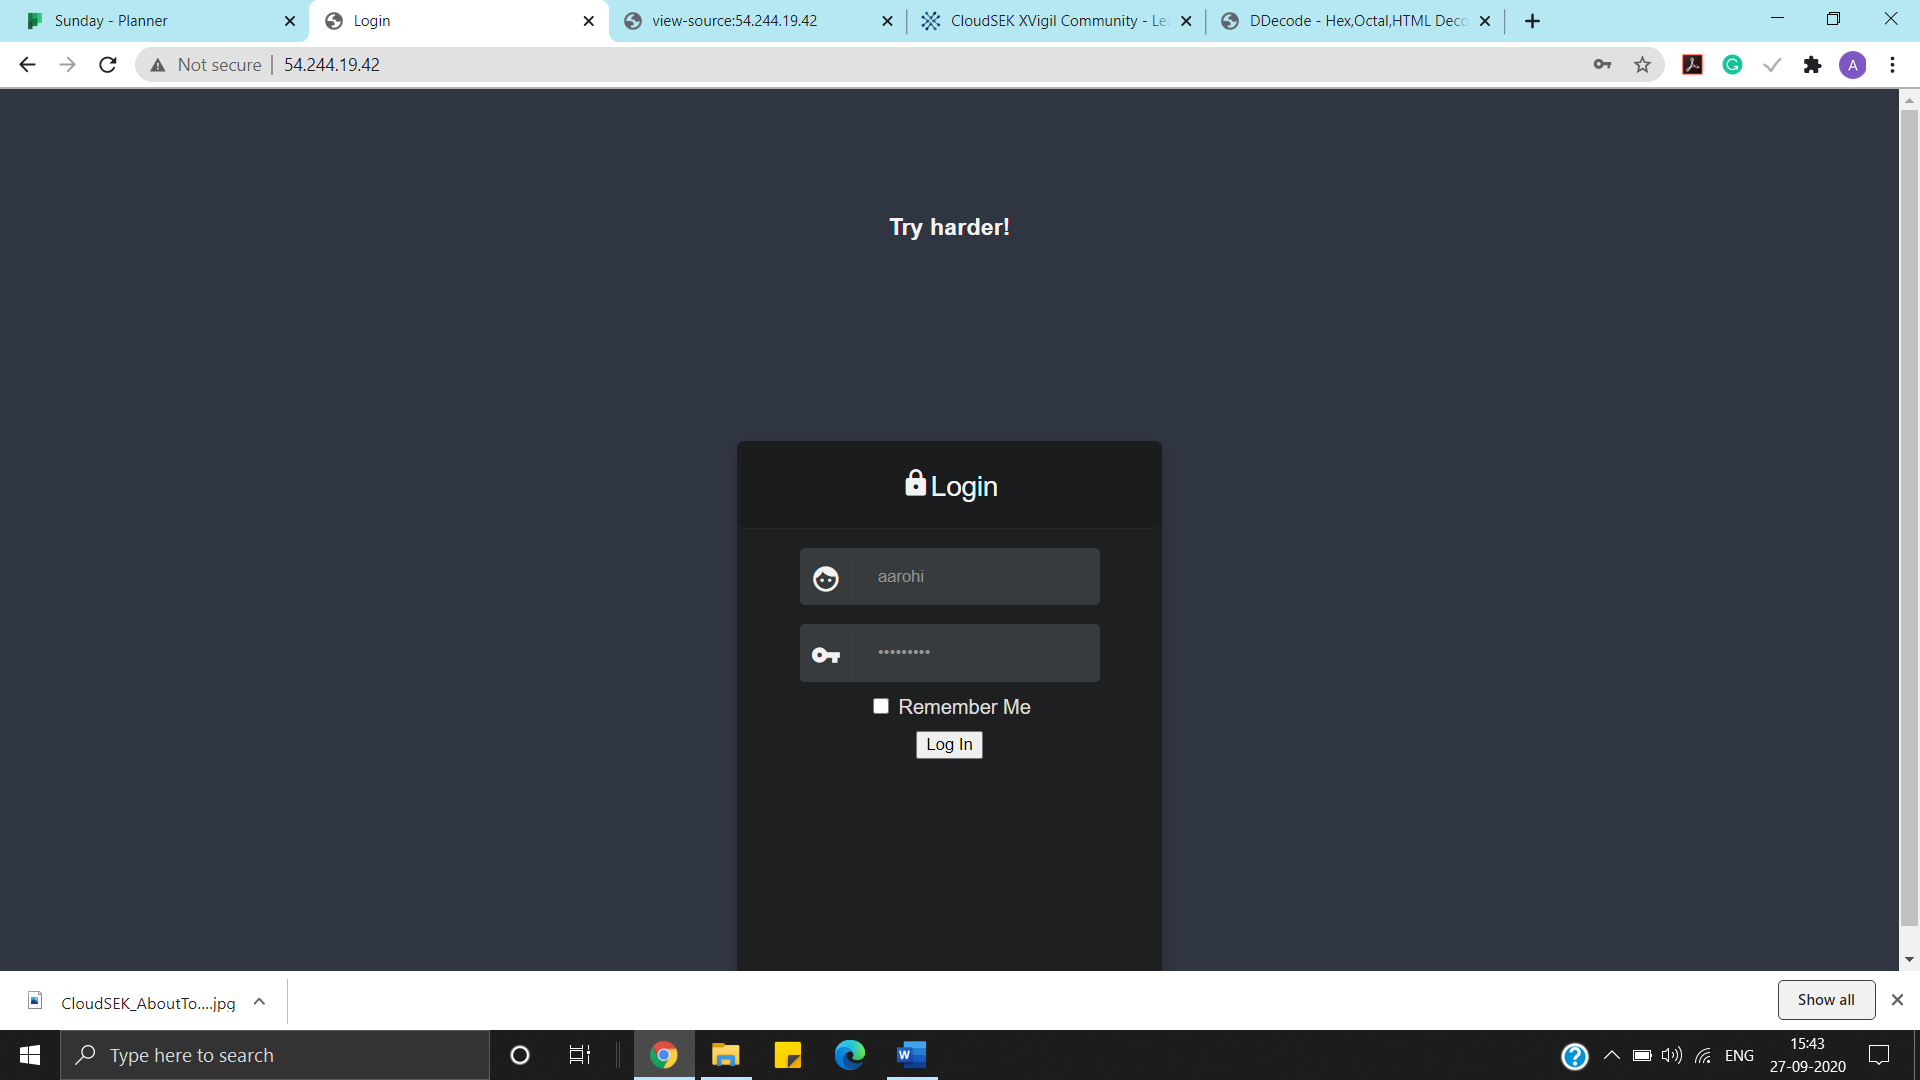 Sunday - Planner
Login
view-source:54.244.19.42
CloudSEK XVigil Community - Le
DDecode - Hex,Octal,HTML Deco
Not secure
54.244.19.42
A
Try harder!
Login
aarohi
•••••••••
Remember Me
Log In
CloudSEK_AboutTo....jpg
Show all
Type here to search
ENG
15:43
27-09-2020